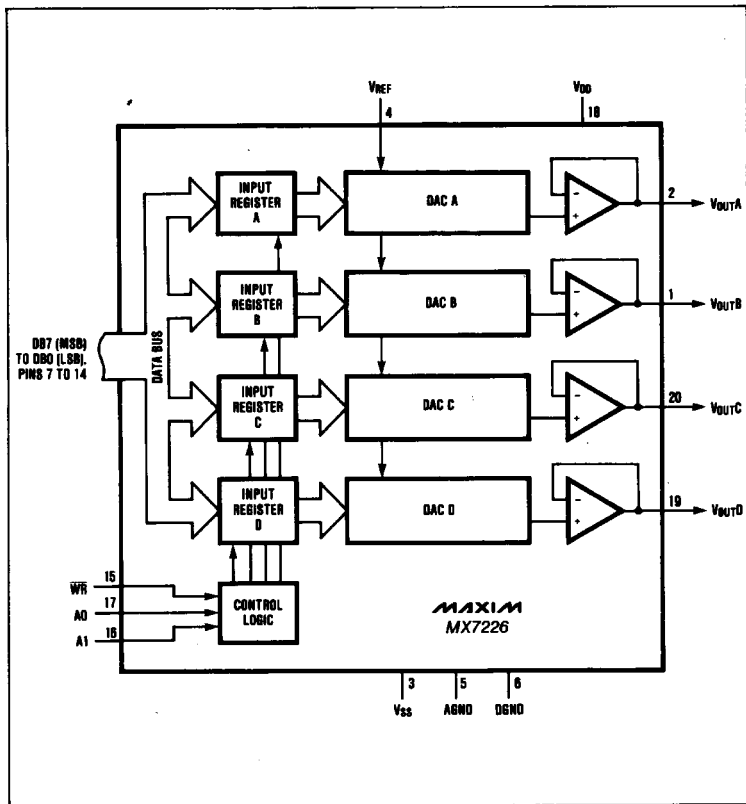 VREF
4
VDD
18
INPUT
REGISTER
A
DAC A
−
+
2
VOUTA
INPUT
REGISTER
B
DAC B
−
+
1
VOUTB
DB7 (MSB)
TO DB0 (LSB).
PINS 7 TO 14
DATA BUS
INPUT
REGISTER
C
DAC C
−
+
20
VOUTC
INPUT
REGISTER
D
DAC D
−
+
19
VOUTD
WR
15
A0
17
A1
16
CONTROL
LOGIC
MAXIM
MX7226
3
VSS
5
AGND
6
DGND